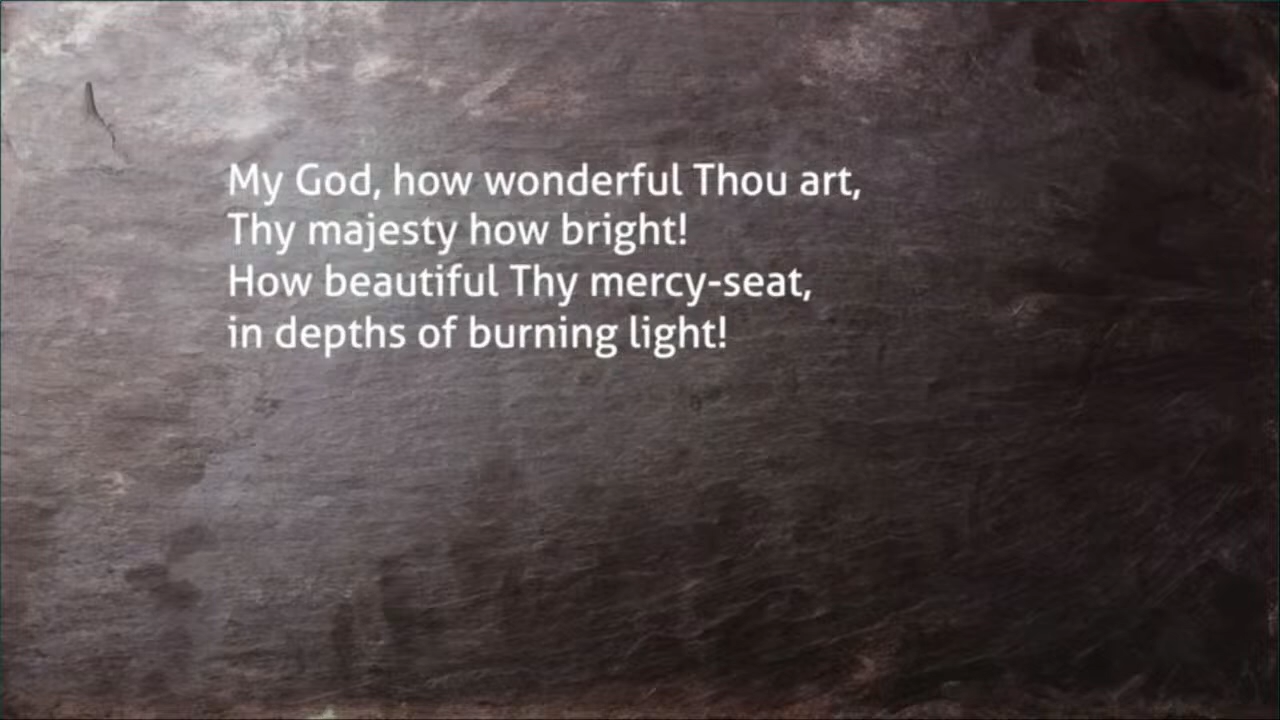 My God, how wonderful Thou art,
Thy majesty how bright!
How beautiful Thy mercy-seat,
in depths of burning light!